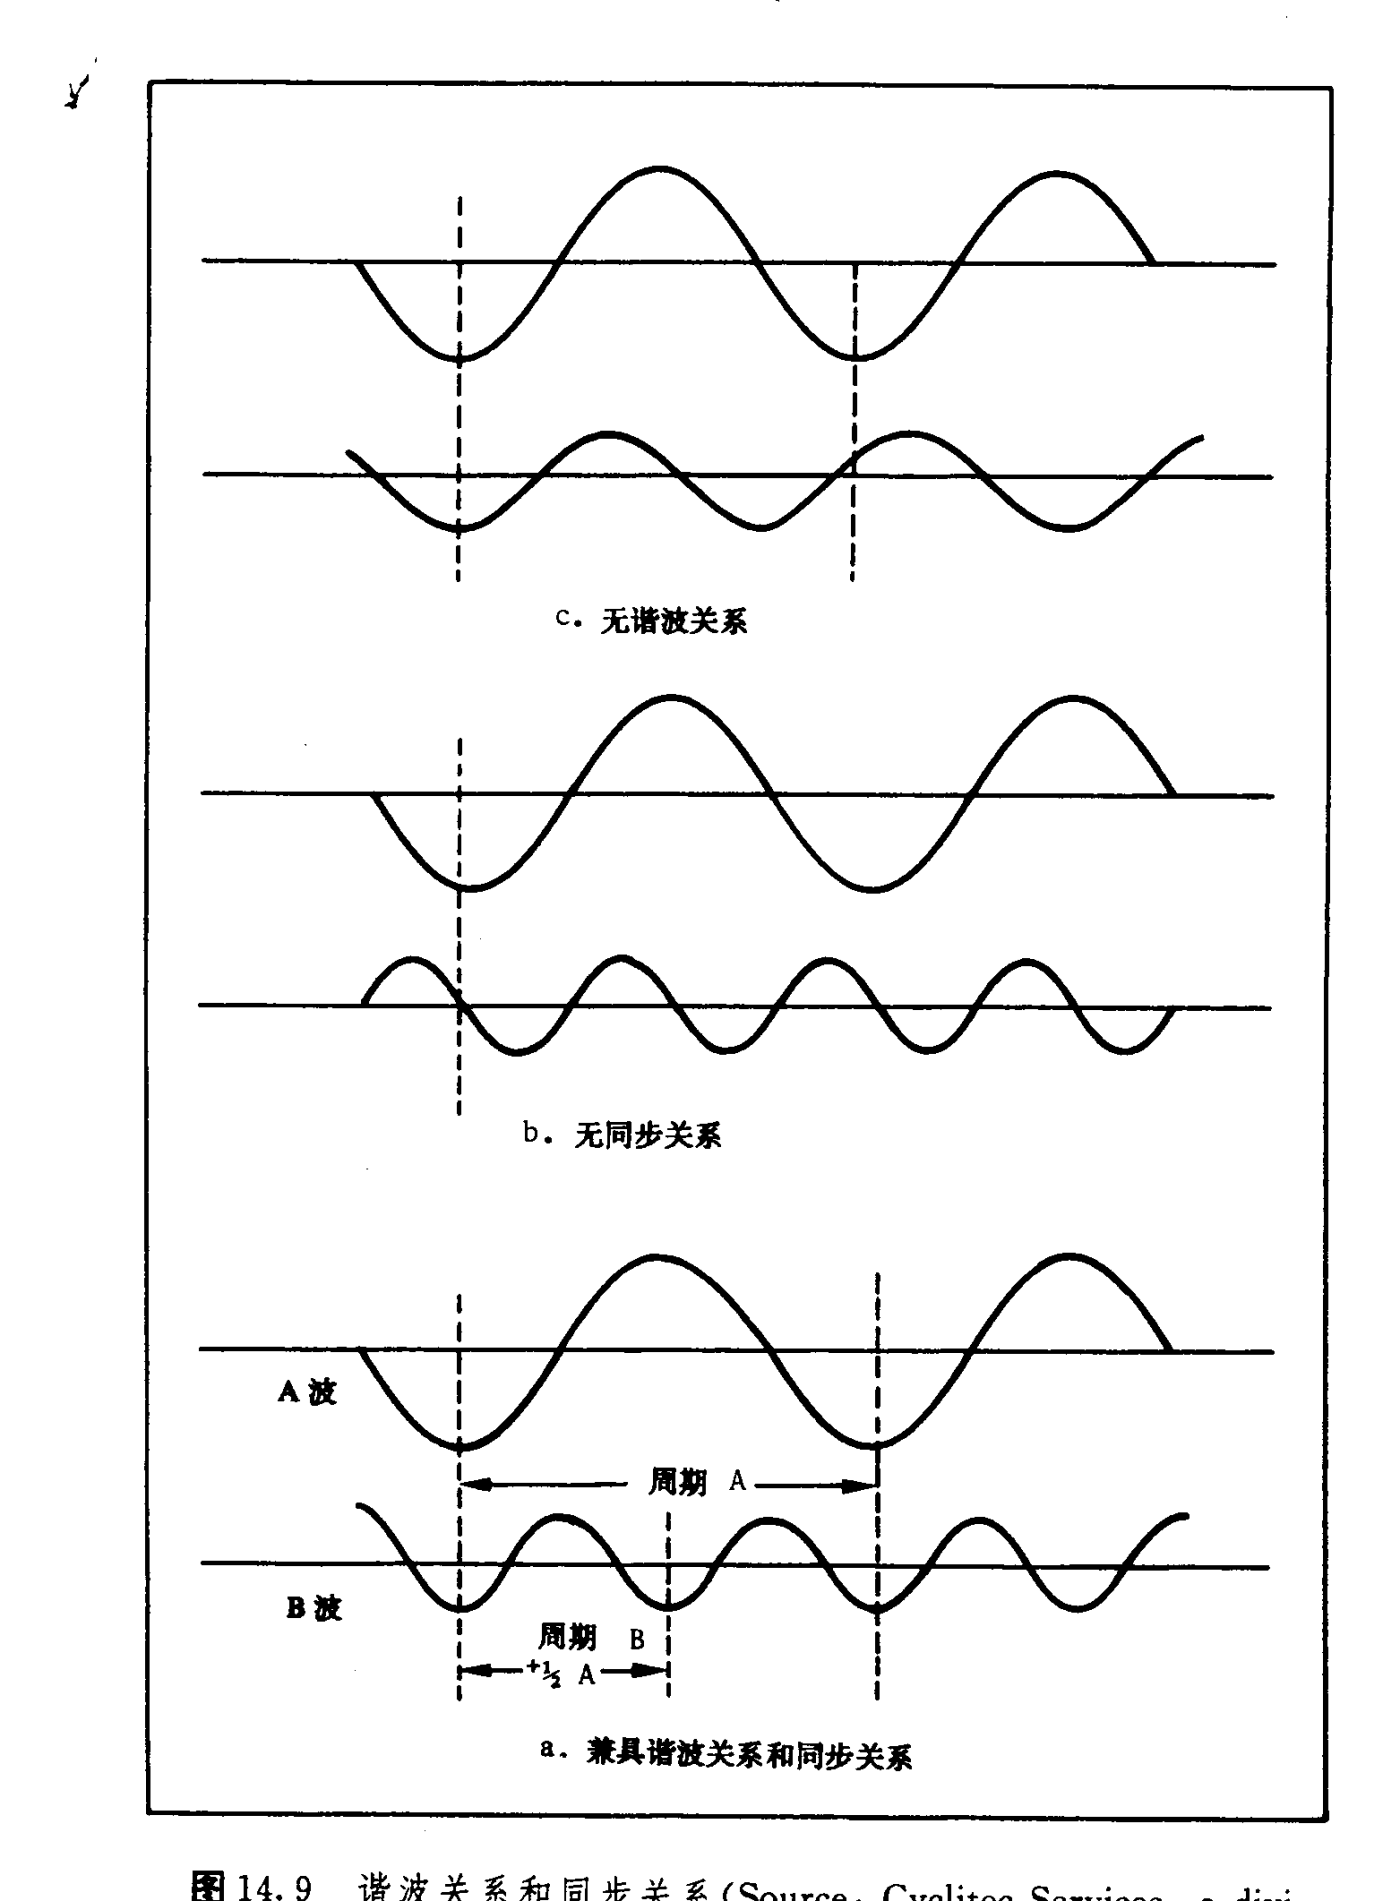 c. 无谐波关系
b. 无同步关系
A 波
周期 A
B 波
周期 B
+½ A
a. 兼具谐波关系和同步关系
图 14.9 谐波关系和同步关系(Source: Cyclitec Services, a divi